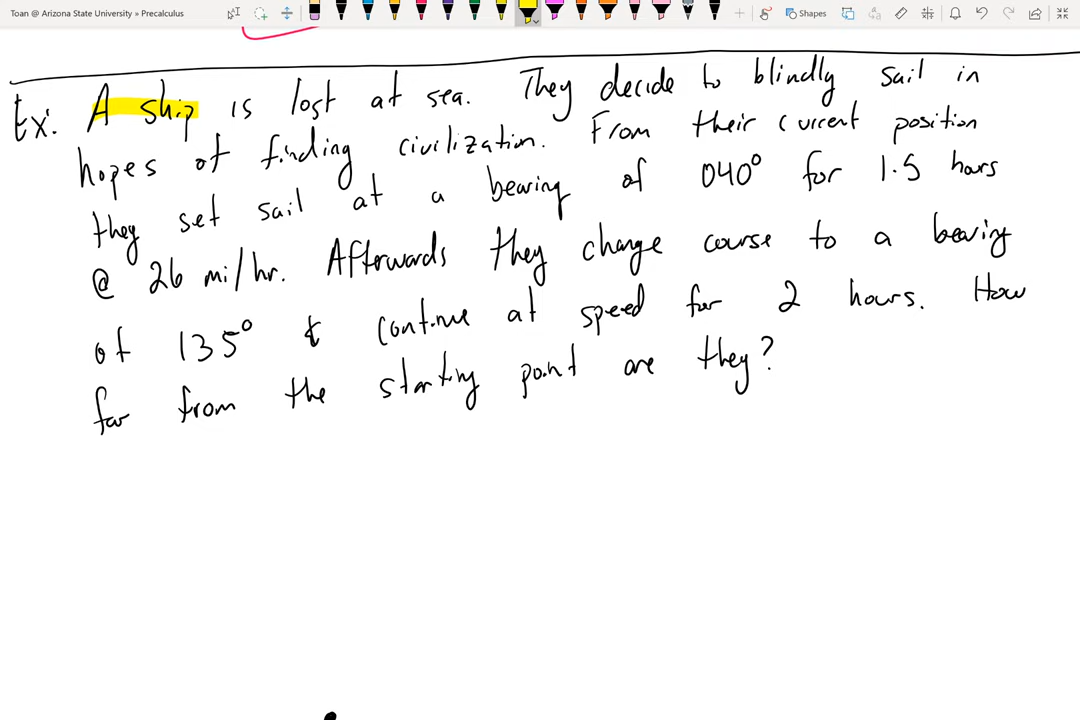 Toan @ Arizona State University » Precalculus
Shapes
Ex: A ship is lost at sea. They decide to blindly sail in
hopes of finding civilization. From their current position
they set sail at a bearing of 040° for 1.5 hours
@ 26 mi/hr. Afterwards they change course to a bearing
of 135° & continue at speed for 2 hours. How
far from the starting point are they?